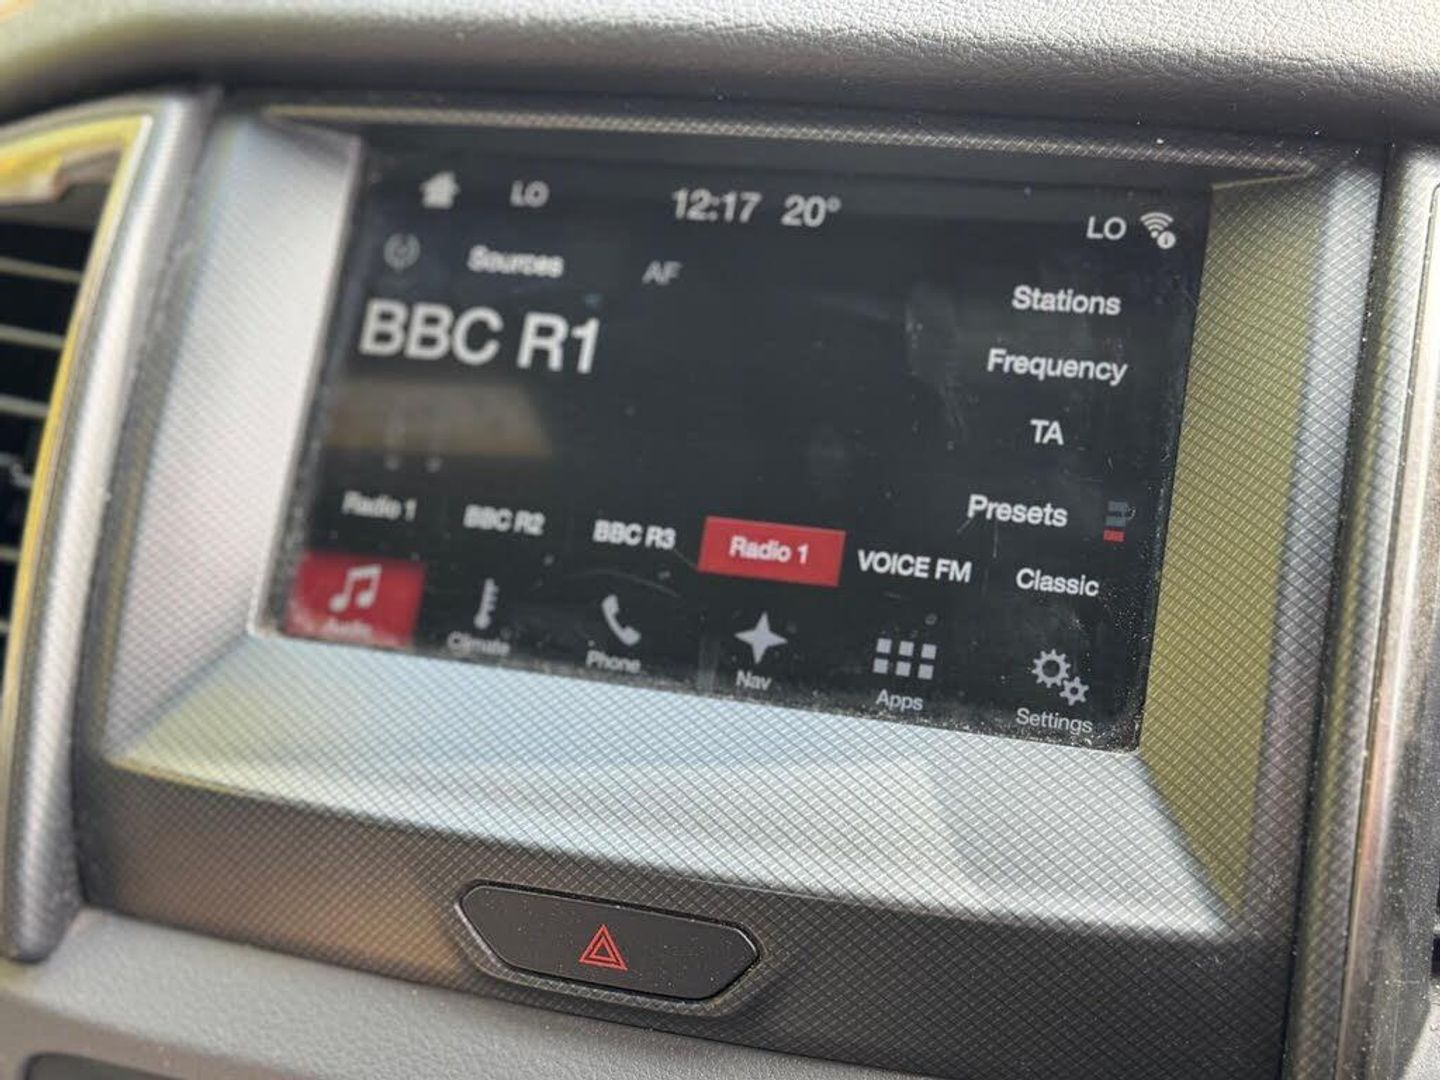 LO 12:17 20° LO
Sources AF
BBC R1
Stations
Frequency
TA
Presets
Radio 1 BBC R2 BBC R3 Radio 1 VOICE FM Classic
Audio Climate Phone Nav Apps Settings